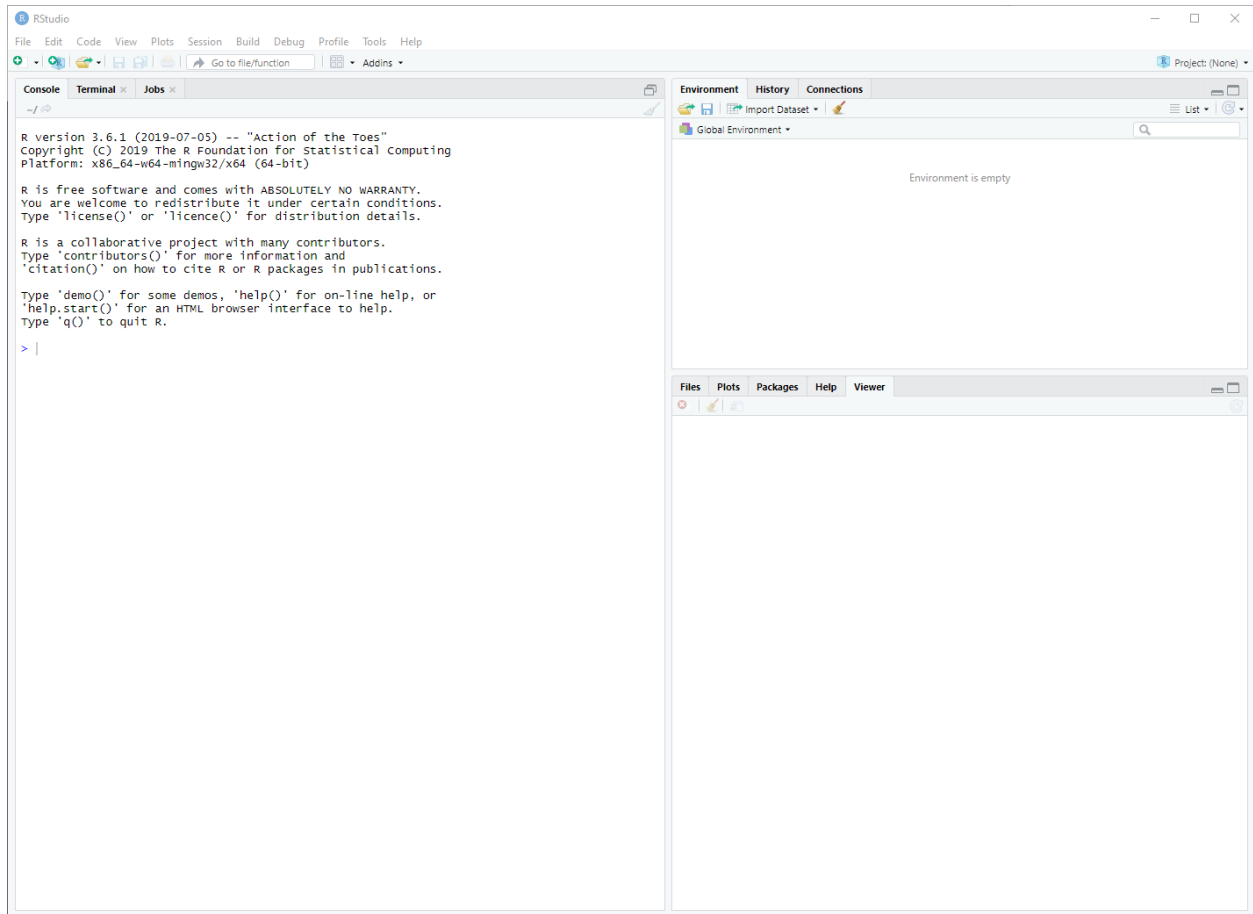 RStudio
File Edit Code View Plots Session Build Debug Profile Tools Help
Go to file/function Addins Project: (None)
Console Terminal Jobs
~/
R version 3.6.1 (2019-07-05) -- "Action of the Toes"
Copyright (C) 2019 The R Foundation for Statistical Computing
Platform: x86_64-w64-mingw32/x64 (64-bit)
R is free software and comes with ABSOLUTELY NO WARRANTY.
You are welcome to redistribute it under certain conditions.
Type 'license()' or 'licence()' for distribution details.
R is a collaborative project with many contributors.
Type 'contributors()' for more information and
'citation()' on how to cite R or R packages in publications.
Type 'demo()' for some demos, 'help()' for on-line help, or
'help.start()' for an HTML browser interface to help.
Type 'q()' to quit R.
>
Environment History Connections
Import Dataset List
Global Environment
Environment is empty
Files Plots Packages Help Viewer